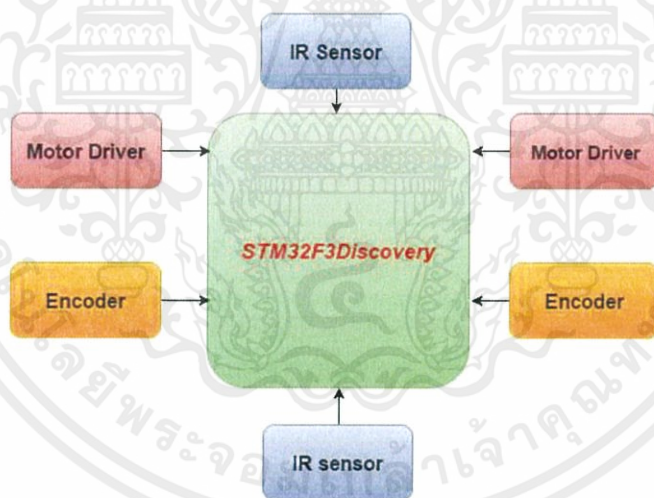 IR Sensor
Motor Driver
Motor Driver
STM32F3Discovery
Encoder
Encoder
IR sensor